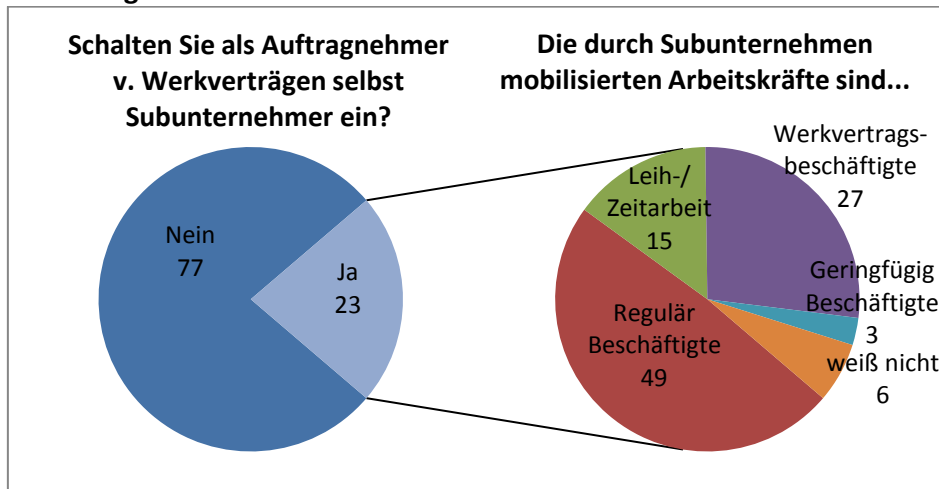 Schalten Sie als Auftragnehmer
v. Werkverträgen selbst
Subunternehmer ein?
Nein
77
Ja
23
Die durch Subunternehmen
mobilisierten Arbeitskräfte sind...
Leih-/
Zeitarbeit
15
Werkvertrags-
beschäftigte
27
Geringfügig
Beschäftigte
3
weiß nicht
6
Regulär
Beschäftigte
49